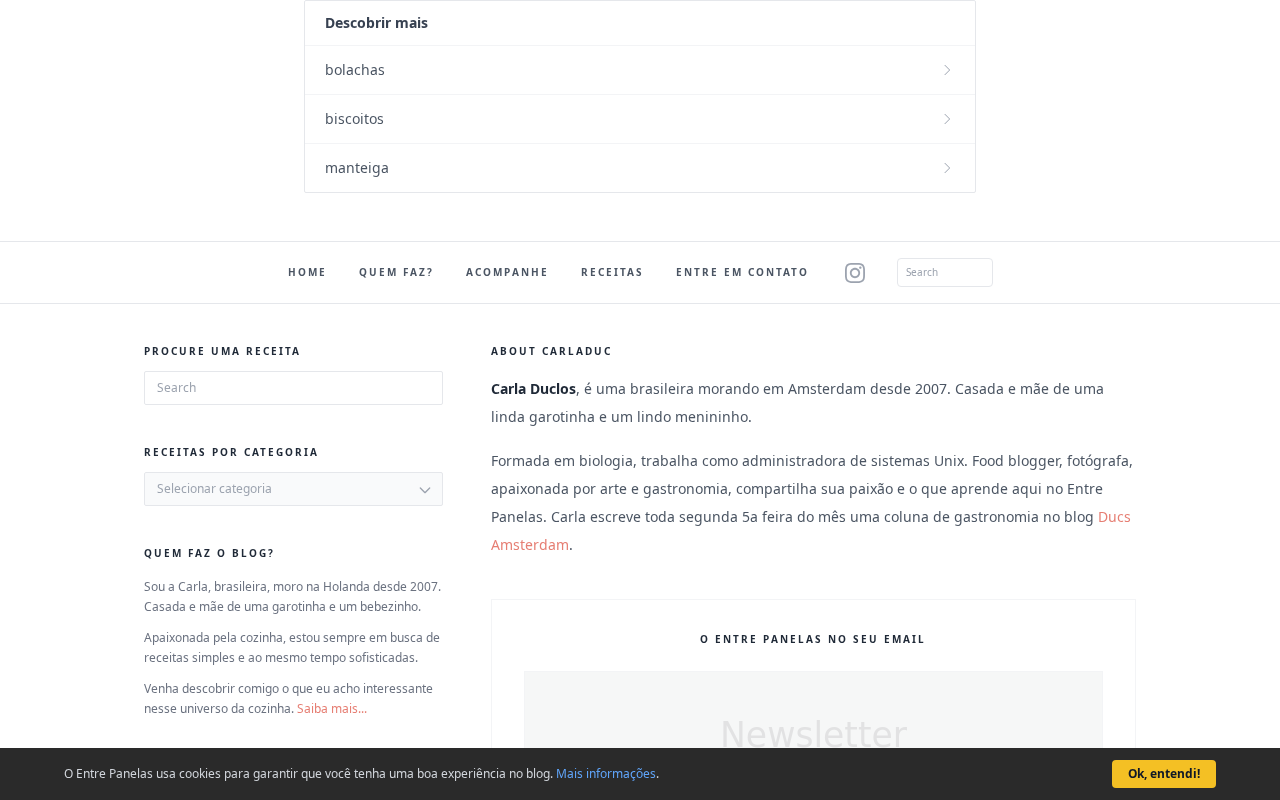 Descobrir mais
bolachas
biscoitos
manteiga
HOME QUEM FAZ? ACOMPANHE RECEITAS ENTRE EM CONTATO Search
PROCURE UMA RECEITA
Search
RECEITAS POR CATEGORIA
Selecionar categoria
QUEM FAZ O BLOG?
Sou a Carla, brasileira, moro na Holanda desde 2007.
Casada e mãe de uma garotinha e um bebezinho.
Apaixonada pela cozinha, estou sempre em busca de
receitas simples e ao mesmo tempo sofisticadas.
Venha descobrir comigo o que eu acho interessante
nesse universo da cozinha. Saiba mais...
ABOUT CARLADUC
Carla Duclos, é uma brasileira morando em Amsterdam desde 2007. Casada e mãe de uma
linda garotinha e um lindo menininho.
Formada em biologia, trabalha como administradora de sistemas Unix. Food blogger, fotógrafa,
apaixonada por arte e gastronomia, compartilha sua paixão e o que aprende aqui no Entre
Panelas. Carla escreve toda segunda 5a feira do mês uma coluna de gastronomia no blog Ducs
Amsterdam.
O ENTRE PANELAS NO SEU EMAIL
Newsletter
O Entre Panelas usa cookies para garantir que você tenha uma boa experiência no blog. Mais informações.
Ok, entendi!